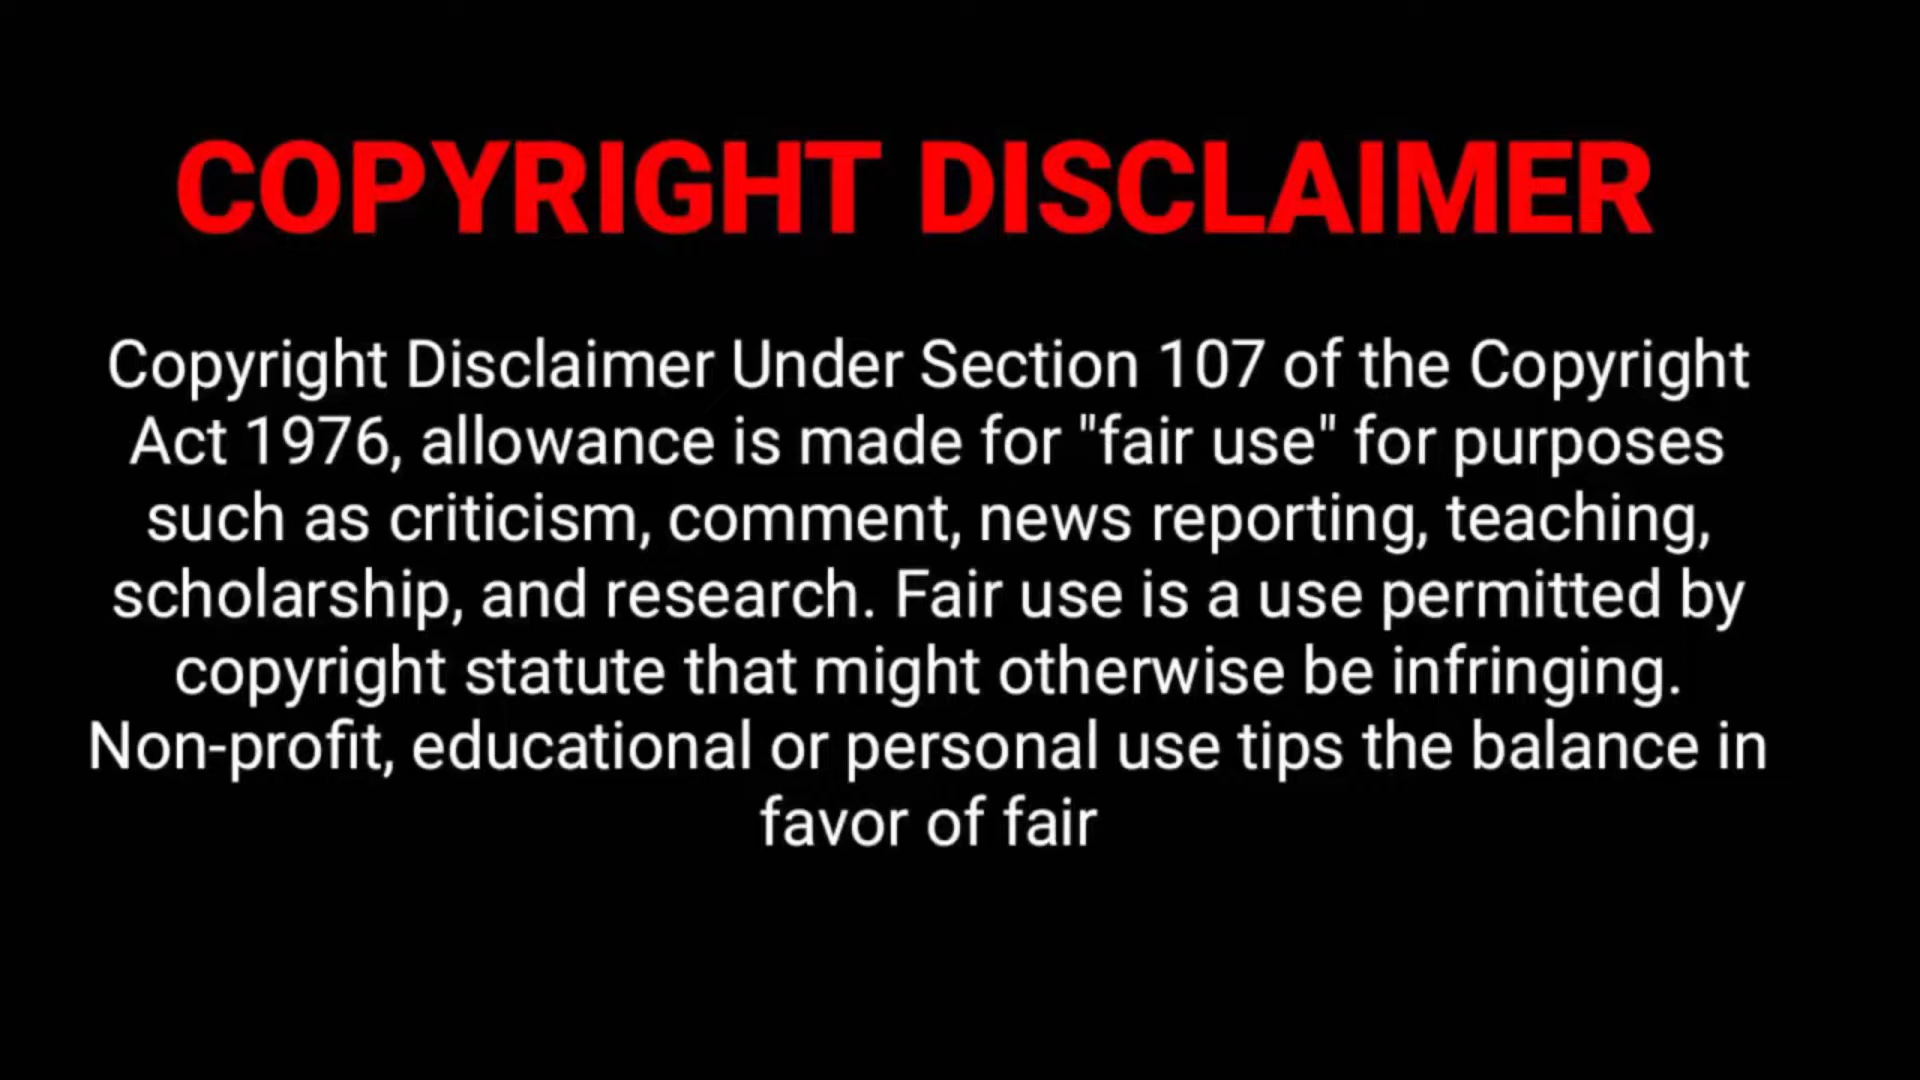 COPYRIGHT DISCLAIMER
Copyright Disclaimer Under Section 107 of the Copyright
Act 1976, allowance is made for "fair use" for purposes
such as criticism, comment, news reporting, teaching,
scholarship, and research. Fair use is a use permitted by
copyright statute that might otherwise be infringing.
Non-profit, educational or personal use tips the balance in
favor of fair